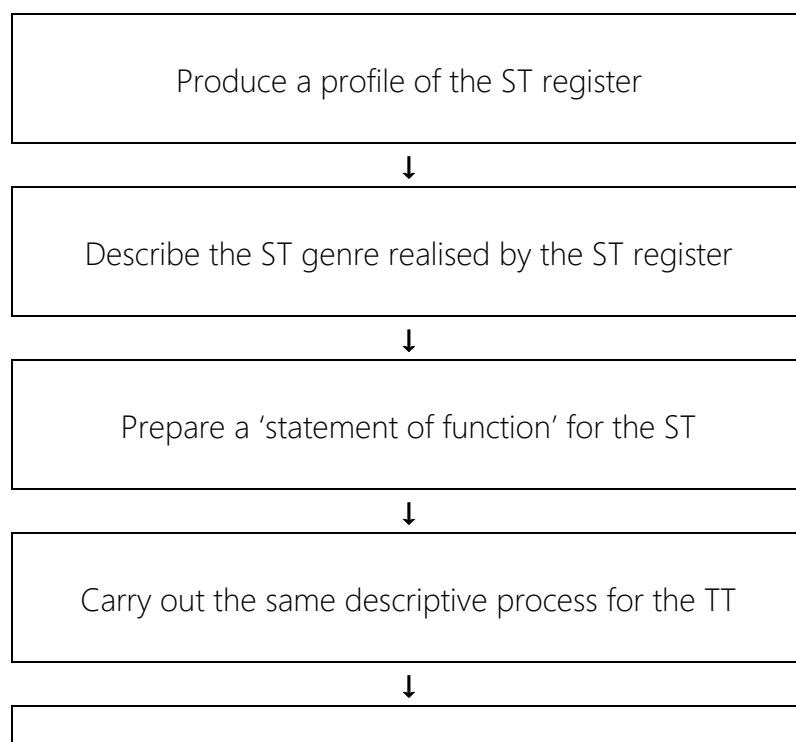 Produce a profile of the ST register
↓
Describe the ST genre realised by the ST register
↓
Prepare a ‘statement of function’ for the ST
↓
Carry out the same descriptive process for the TT
↓